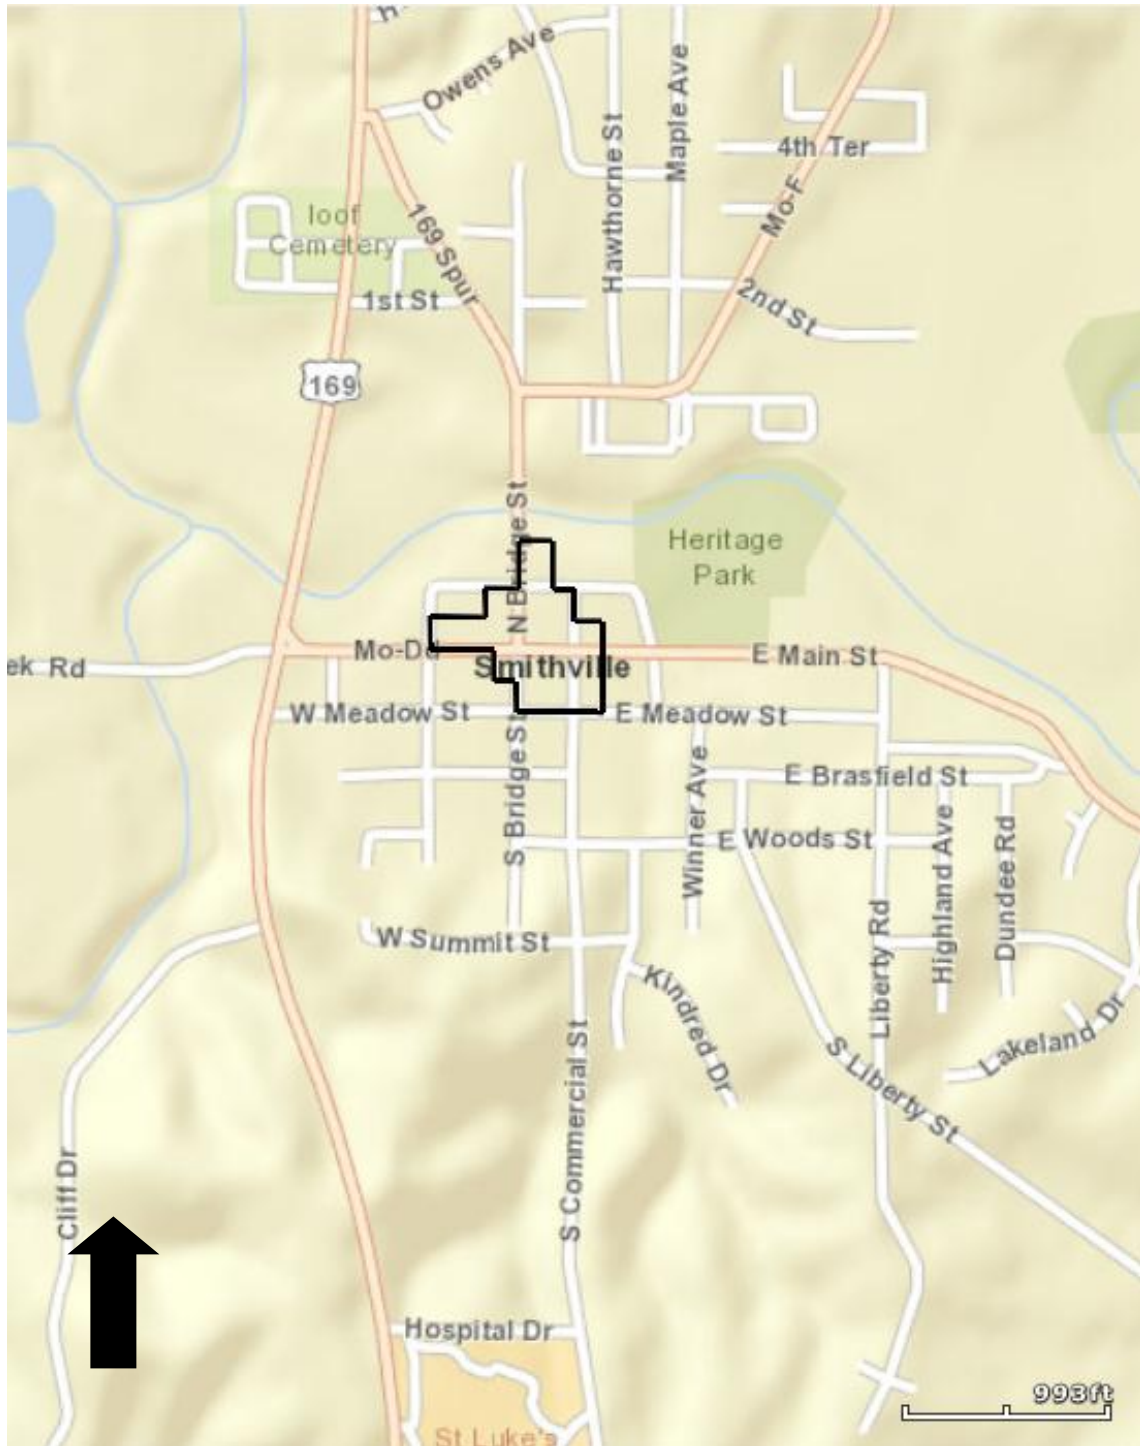 Owens Ave
Hawthorne St
Maple Ave
4th Ter
Mo-F
Ioof
Cemetery
169 Spur
1st St
2nd St
169
N Bridge St
Heritage
Park
Mo-Dd
Smithville
E Main St
ek Rd
W Meadow St
E Meadow St
S Bridge St
Winner Ave
E Brasfield St
E Woods St
Highland Ave
Dundee Rd
W Summit St
Liberty Rd
Kindred Dr
Lakeland Dr
S Commercial St
S Liberty St
Cliff Dr
Hospital Dr
993ft
St Luke's